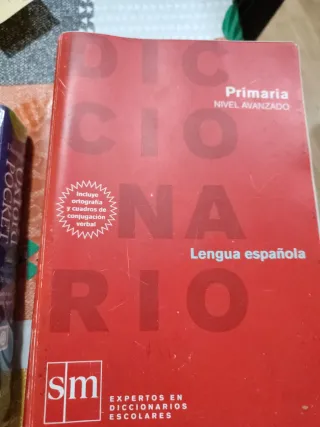 DIC
CIO
NA
RIO
Primaria
NIVEL AVANZADO
Incluye
ortografía
y cuadros de
conjugación
verbal
Lengua española
sm
EXPERTOS EN
DICCIONARIOS
ESCOLARES
POCKET